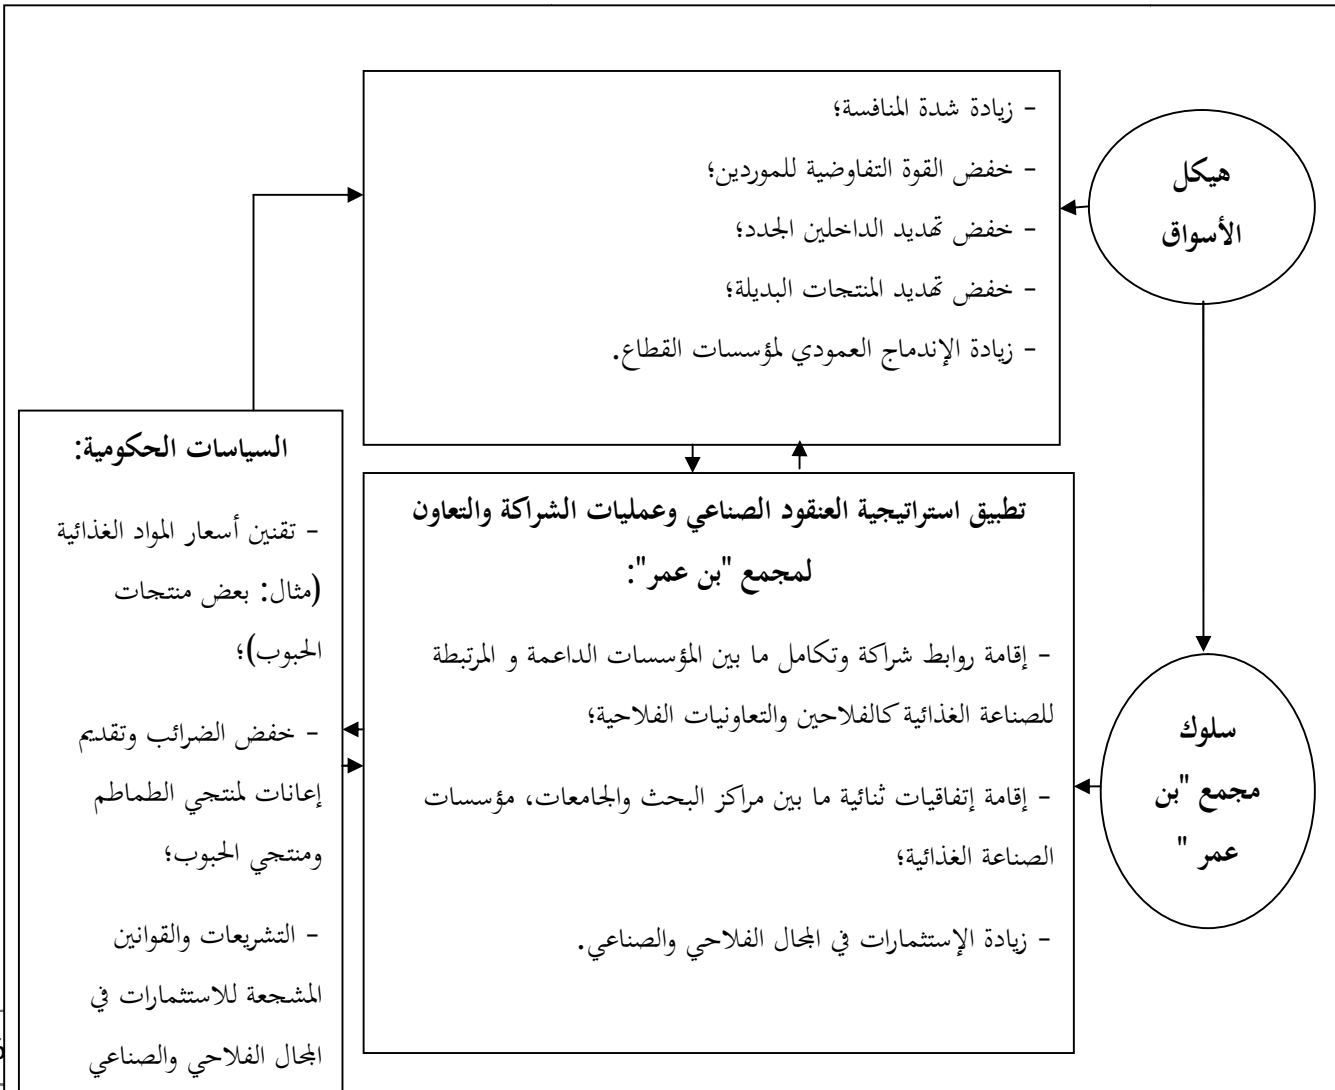 - زيادة شدة المنافسة؛
- خفض القوة التفاوضية للموردين؛
- خفض تهديد الداخلين الجدد؛
- خفض تهديد المنتجات البديلة؛
- زيادة الإندماج العمودي لمؤسسات القطاع.
هيكل
الأسواق
السياسات الحكومية:
- تقنين أسعار المواد الغذائية
(مثال: بعض منتجات
الحبوب)؛
- خفض الضرائب وتقديم
إعانات لمنتجي الطماطم
ومنتجي الحبوب؛
- التشريعات والقوانين
المشجعة للاستثمارات في
المجال الفلاحي والصناعي
تطبيق استراتيجية العنقود الصناعي وعمليات الشراكة والتعاون
لمجمع "بن عمر":
- إقامة روابط شراكة وتكامل ما بين المؤسسات الداعمة و المرتبطة
للصناعة الغذائية كالفلاحين والتعاونيات الفلاحية؛
- إقامة إتفاقيات ثنائية ما بين مراكز البحث والجامعات، مؤسسات
الصناعة الغذائية؛
- زيادة الإستثمارات في المجال الفلاحي والصناعي.
سلوك
مجمع "بن
عمر "